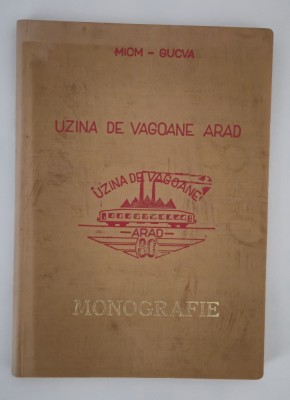 MICM - GUCVA
UZINA DE VAGOANE ARAD
UZINA DE VAGOANE
ARAD
80
MONOGRAFIE